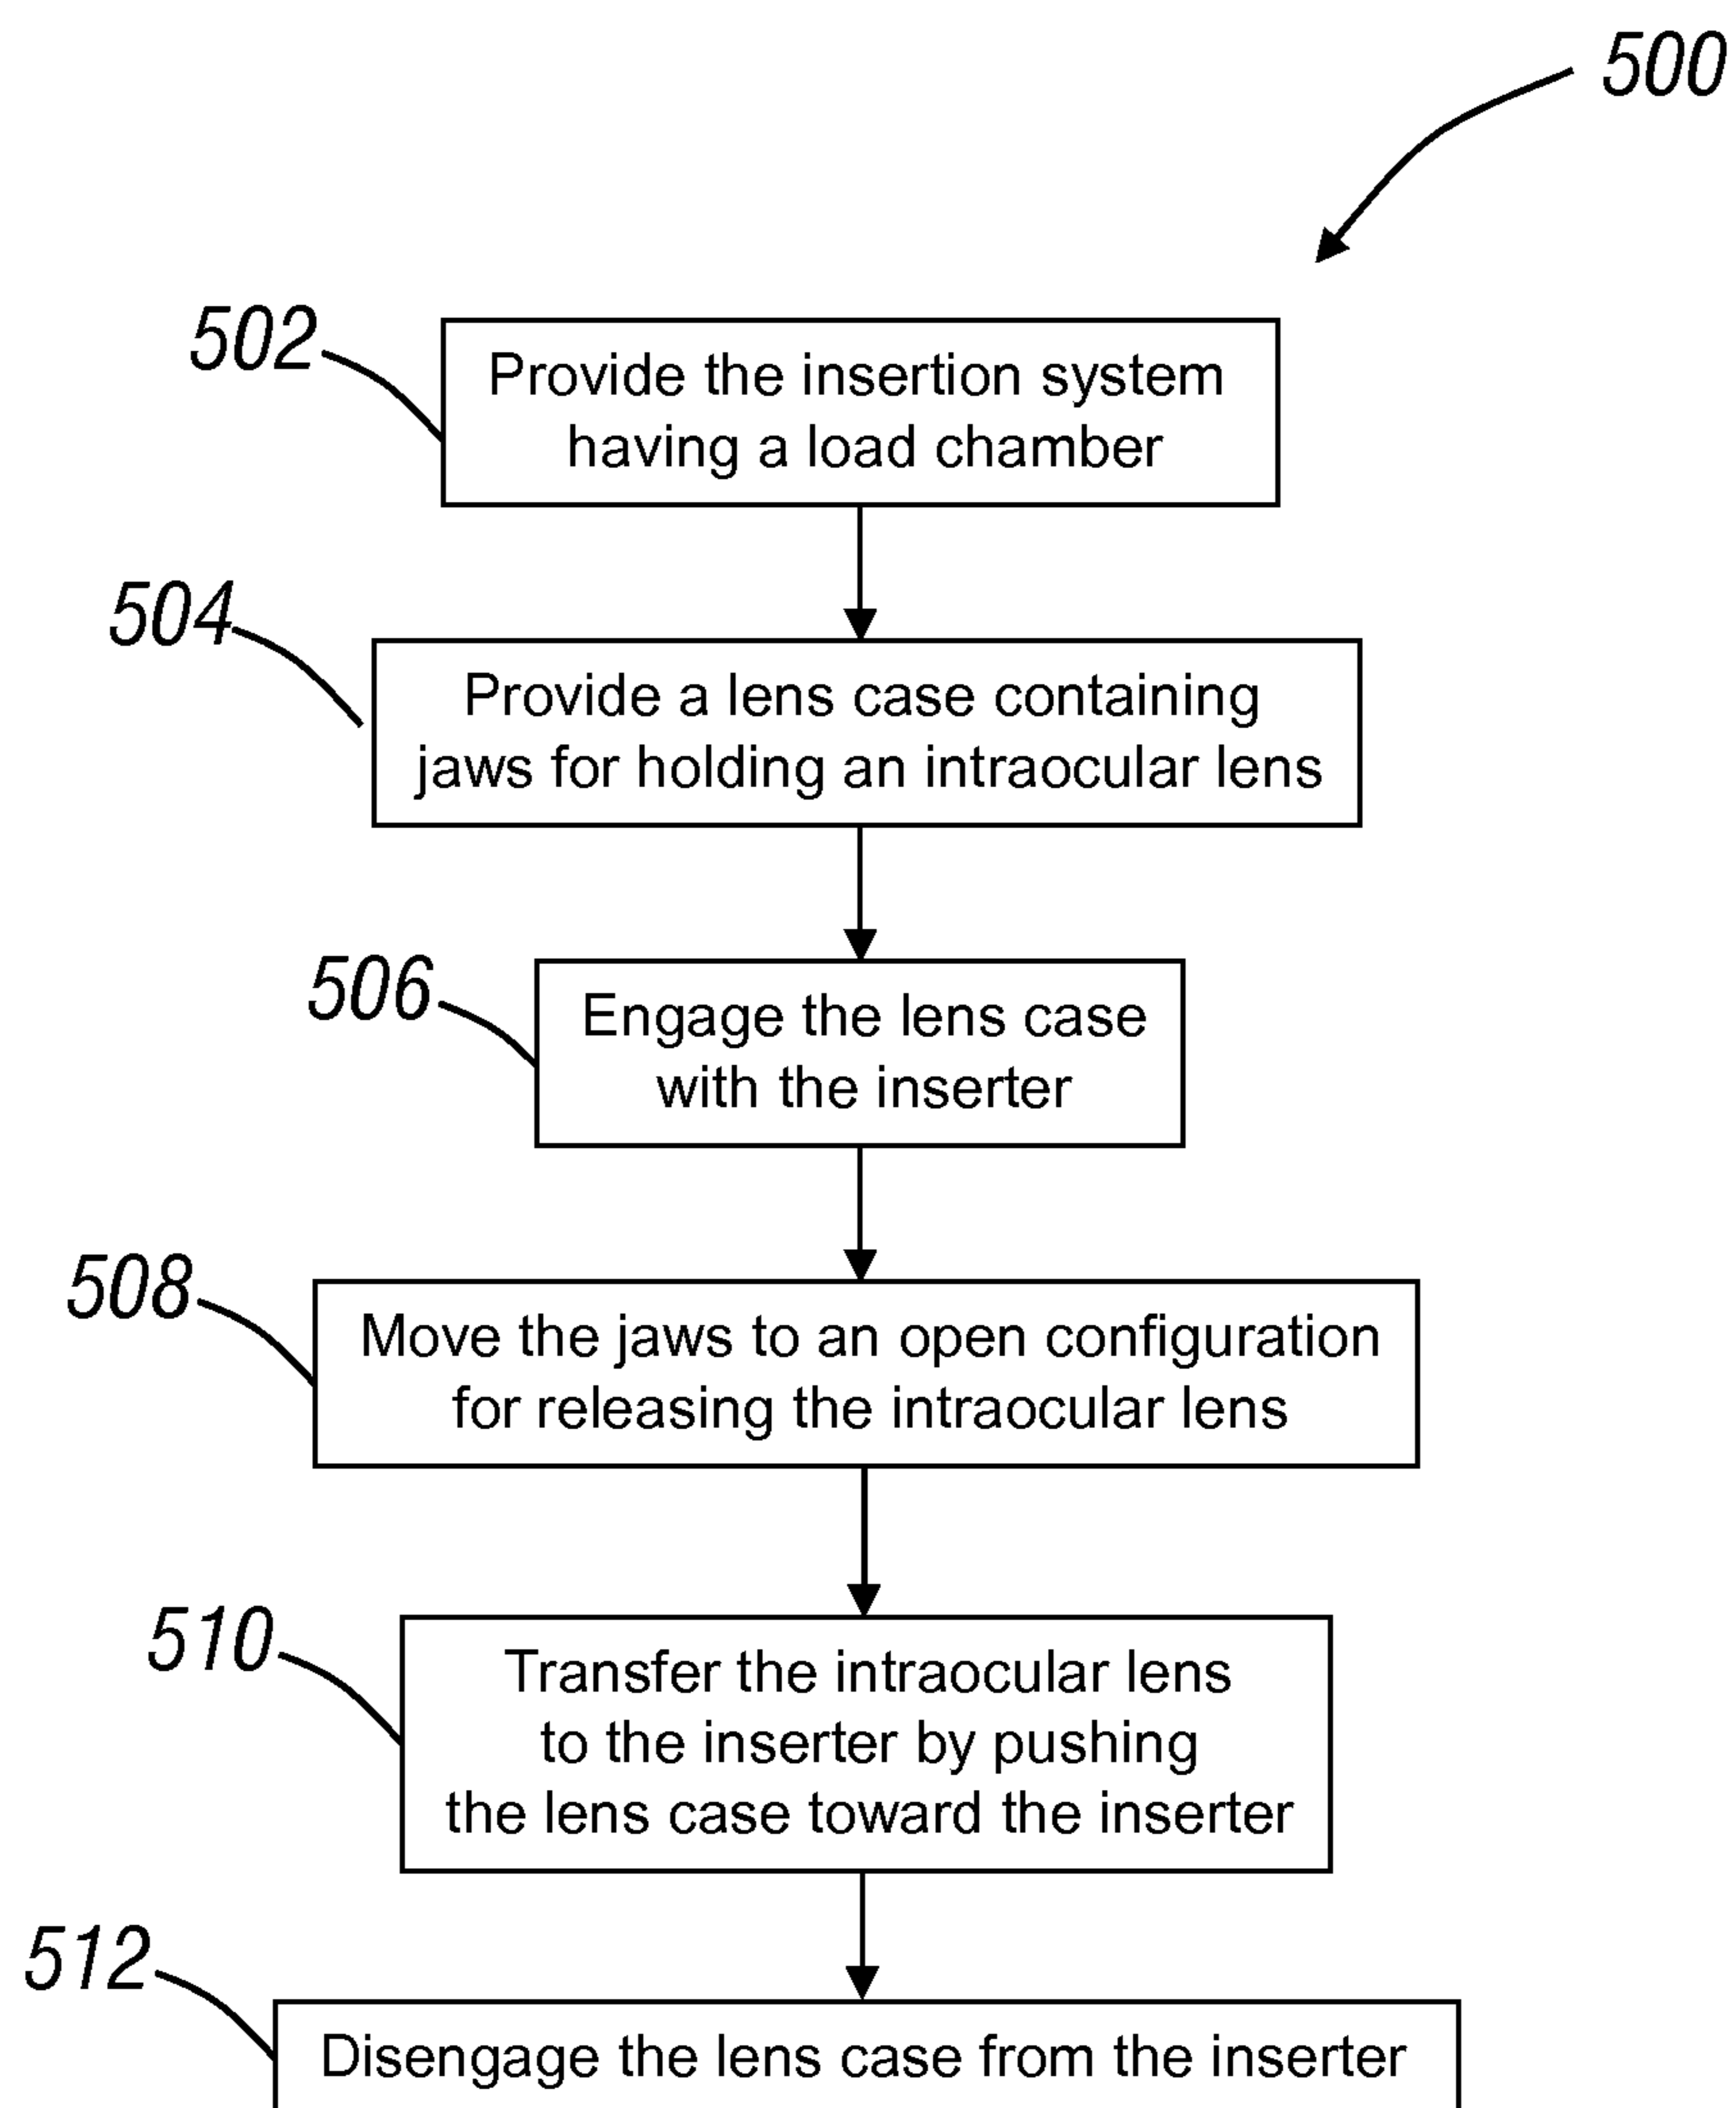 500
502
Provide the insertion system
having a load chamber
504
Provide a lens case containing
jaws for holding an intraocular lens
506
Engage the lens case
with the inserter
508
Move the jaws to an open configuration
for releasing the intraocular lens
510
Transfer the intraocular lens
to the inserter by pushing
the lens case toward the inserter
512
Disengage the lens case from the inserter